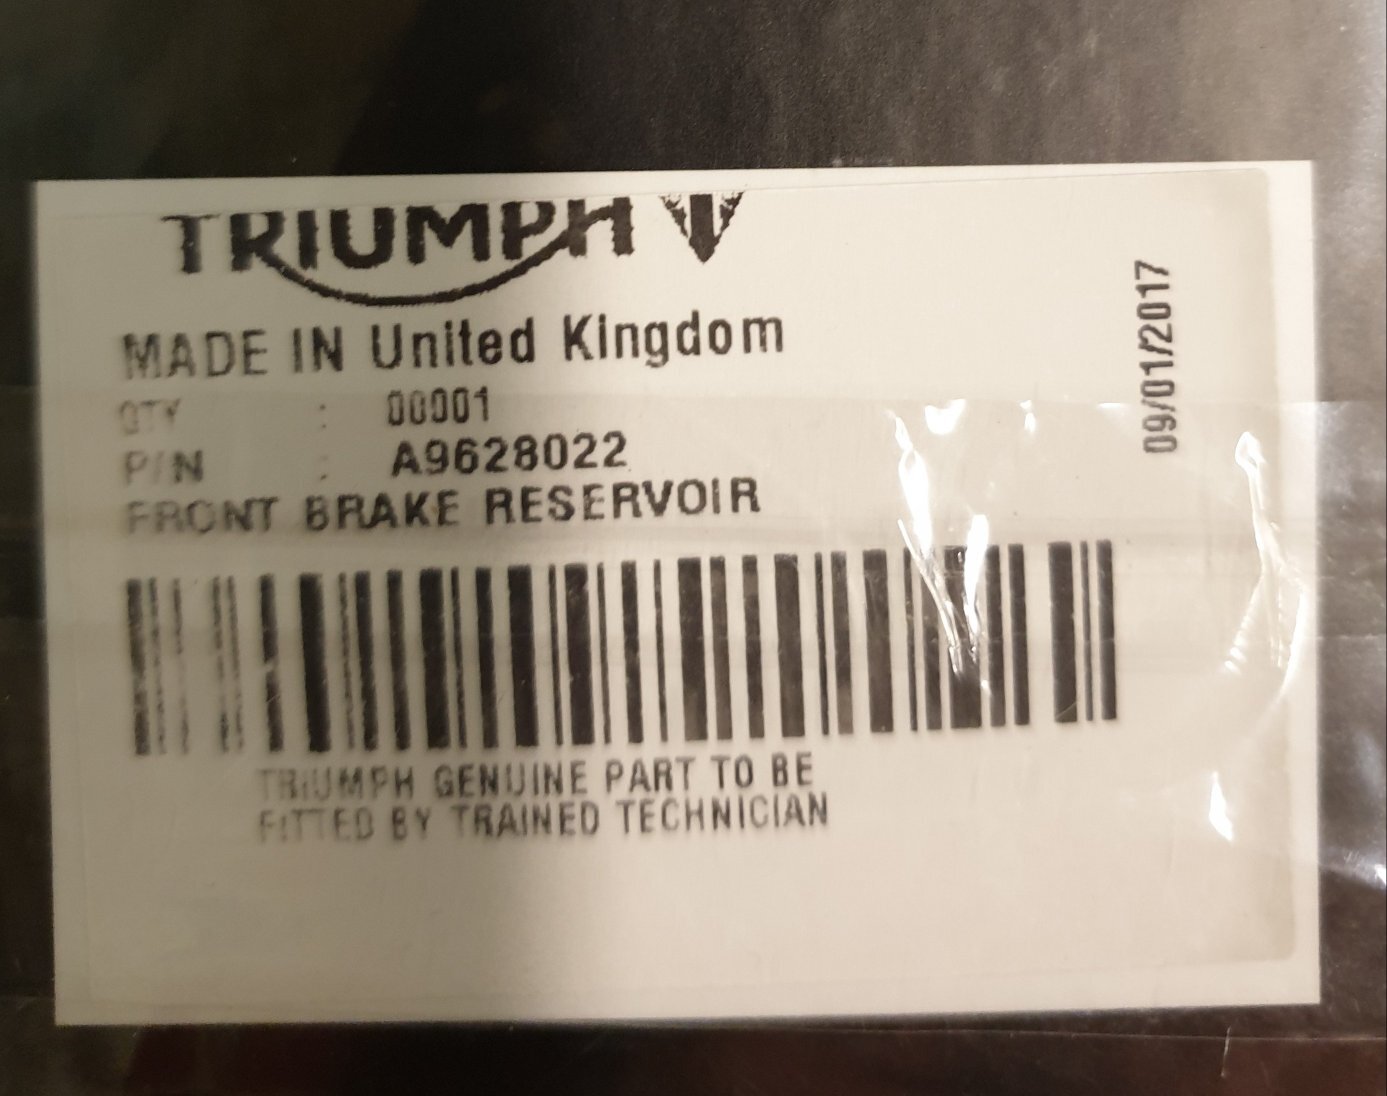 TRIUMPH
MADE IN United Kingdom
QTY : 00001
P/N : A9628022
FRONT BRAKE RESERVOIR
TRIUMPH GENUINE PART TO BE
FITTED BY TRAINED TECHNICIAN
09/01/2017